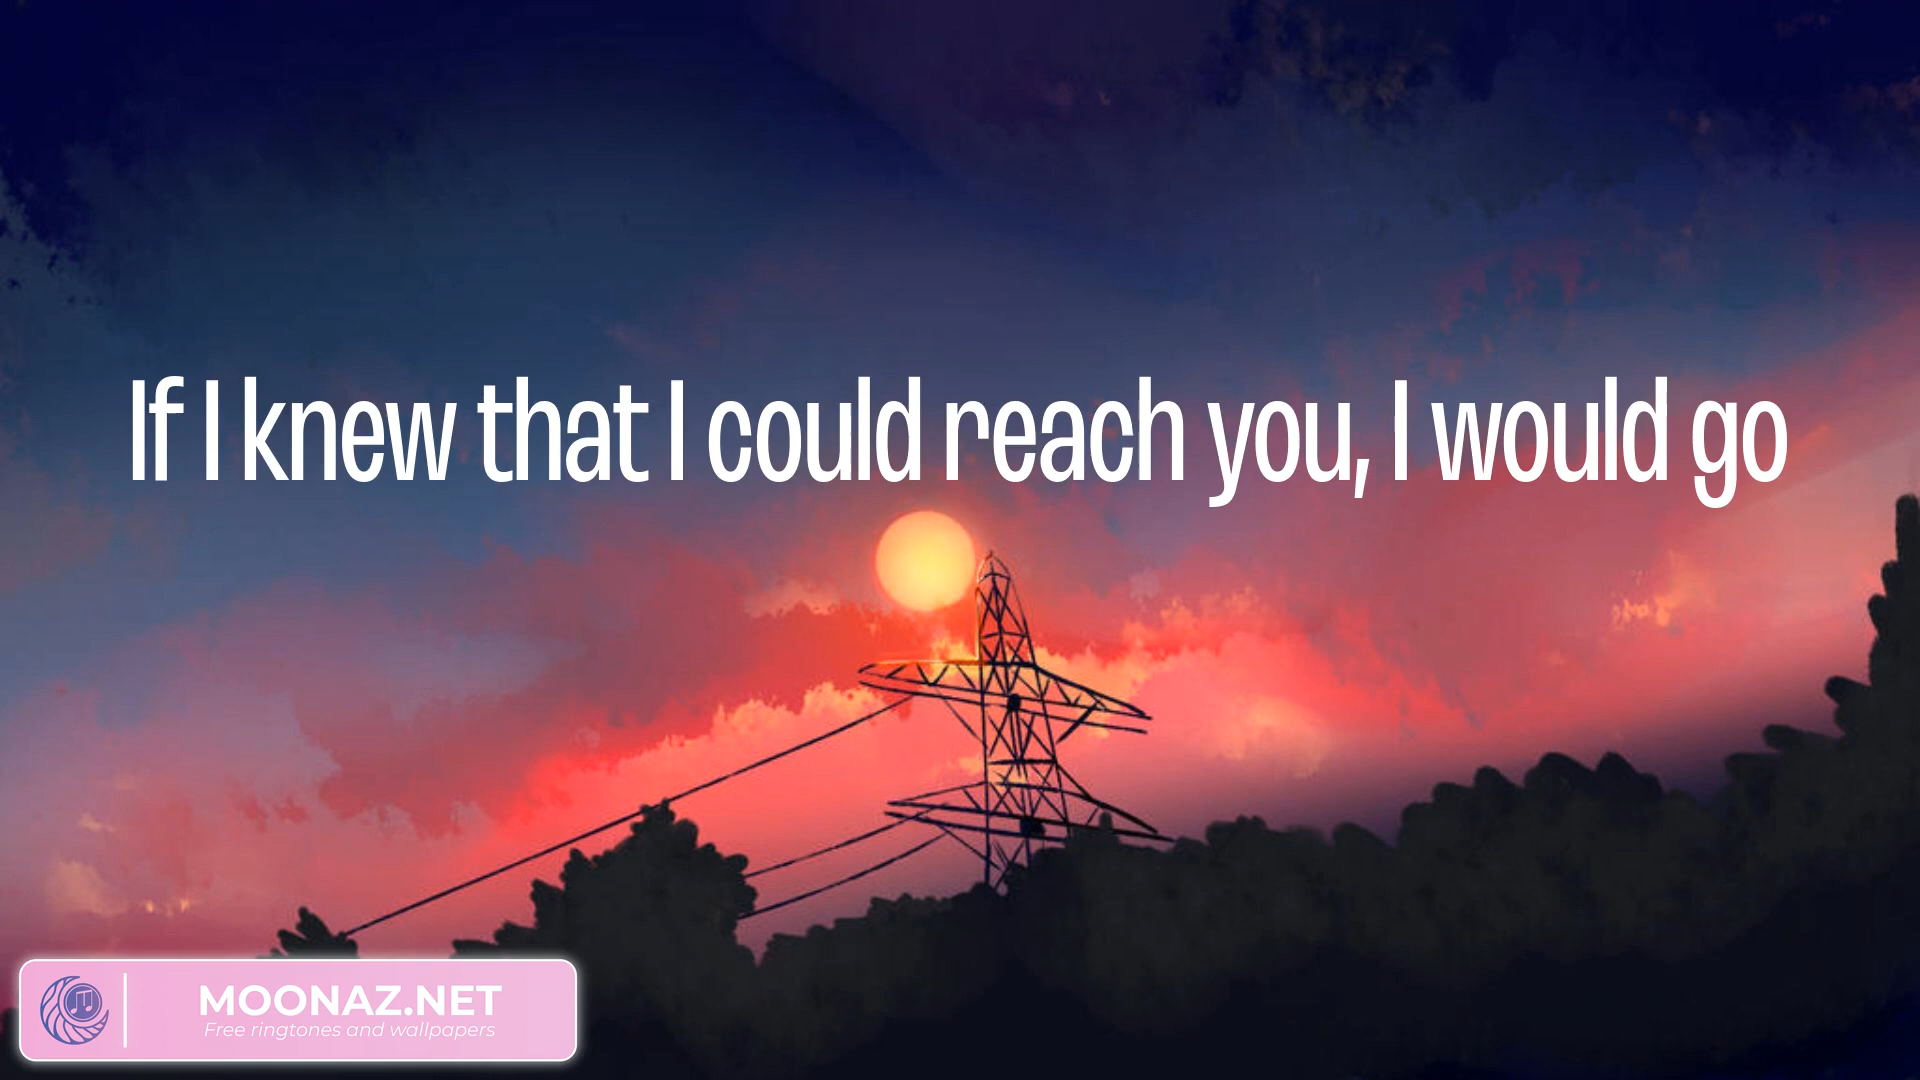 If I knew that I could reach you, I would go
MOONAZ.NET
Free ringtones and wallpapers